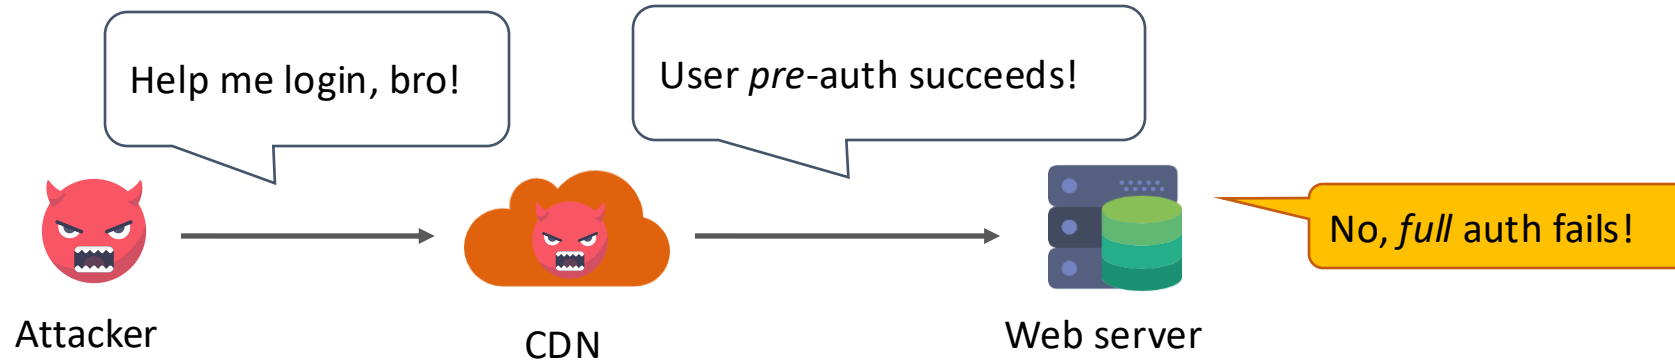 Help me login, bro!
User pre-auth succeeds!
No, full auth fails!
Attacker
CDN
Web server